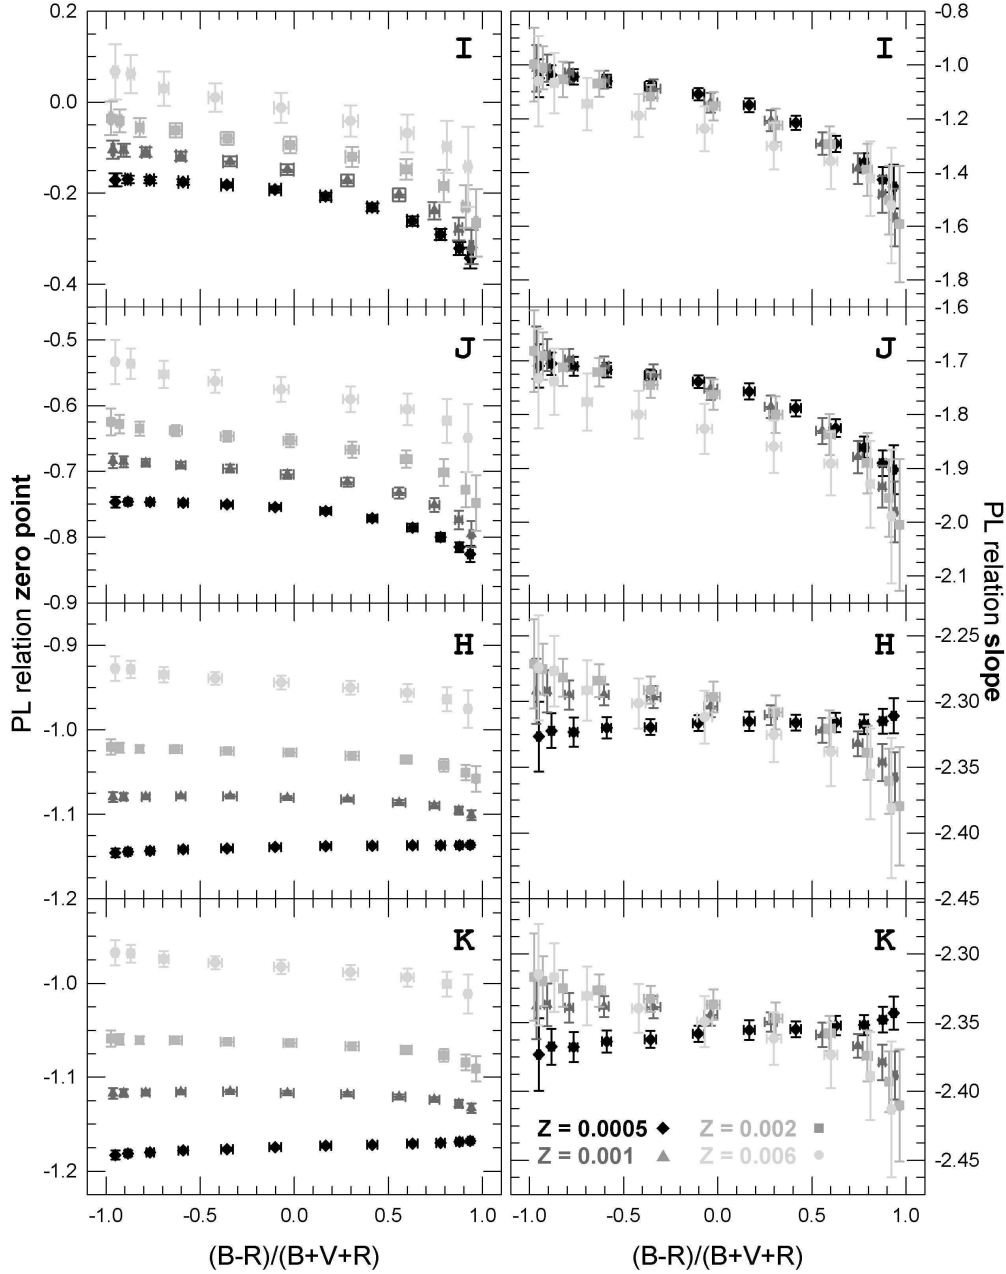 0.2
0.0
-0.2
-0.4
I
I
-0.8
-1.0
-1.2
-1.4
-1.6
-1.8
-0.5
-0.6
-0.7
-0.8
-0.9
J
J
-1.6
-1.7
-1.8
-1.9
-2.0
-2.1
PL relation zero point
PL relation slope
-0.9
-1.0
-1.1
-1.2
H
H
-2.25
-2.30
-2.35
-2.40
-2.45
-1.0
-1.1
-1.2
K
K
-2.30
-2.35
-2.40
-2.45
Z = 0.0005
Z = 0.002
Z = 0.001
Z = 0.006
-1.0 -0.5 0.0 0.5 1.0
-1.0 -0.5 0.0 0.5 1.0
(B-R)/(B+V+R)
(B-R)/(B+V+R)